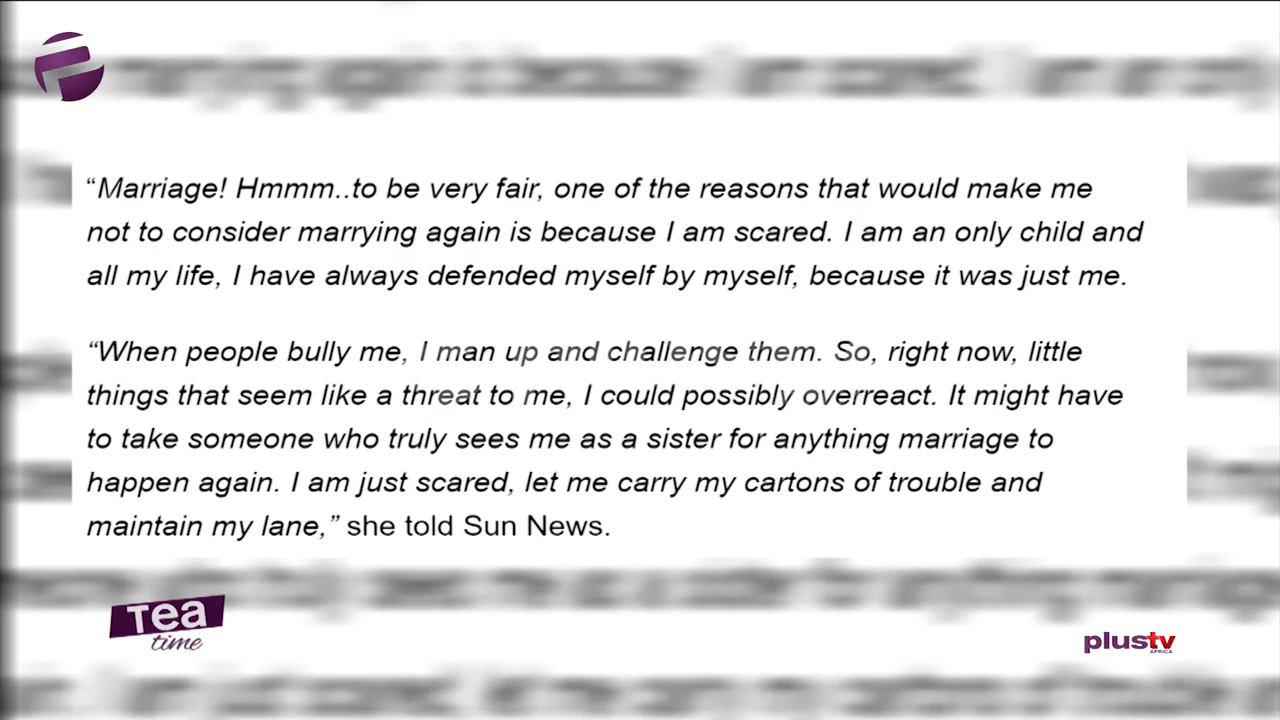 “Marriage! Hmmm..to be very fair, one of the reasons that would make me
not to consider marrying again is because I am scared. I am an only child and
all my life, I have always defended myself by myself, because it was just me.
“When people bully me, I man up and challenge them. So, right now, little
things that seem like a threat to me, I could possibly overreact. It might have
to take someone who truly sees me as a sister for anything marriage to
happen again. I am just scared, let me carry my cartons of trouble and
maintain my lane,” she told Sun News.
Tea
time
plustv
AFRICA